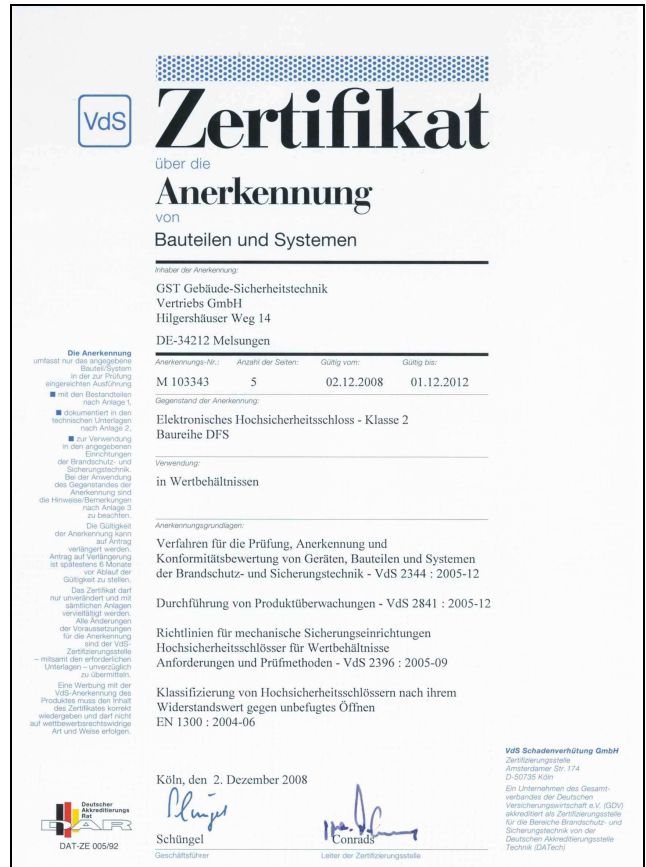 VdS
Zertifikat
über die
Anerkennung
von
Bauteilen und Systemen
Inhaber der Anerkennung:
GST Gebäude-Sicherheitstechnik
Vertriebs GmbH
Hilgershäuser Weg 14
DE-34212 Melsungen
Anerkennungs-Nr.: Anzahl der Seiten: Gültig vom: Gültig bis:
M 103343 5 02.12.2008 01.12.2012
Gegenstand der Anerkennung:
Elektronisches Hochsicherheitsschloss - Klasse 2
Baureihe DFS
Verwendung:
in Wertbehältnissen
Anerkennungsgrundlagen:
Verfahren für die Prüfung, Anerkennung und
Konformitätsbewertung von Geräten, Bauteilen und Systemen
der Brandschutz- und Sicherungstechnik - VdS 2344 : 2005-12
Durchführung von Produktüberwachungen - VdS 2841 : 2005-12
Richtlinien für mechanische Sicherungseinrichtungen
Hochsicherheitsschlösser für Wertbehältnisse
Anforderungen und Prüfmethoden - VdS 2396 : 2005-09
Klassifizierung von Hochsicherheitsschlössern nach ihrem
Widerstandswert gegen unbefugtes Öffnen
EN 1300 : 2004-06
Köln, den 2. Dezember 2008
Schüngel
Geschäftsführer
Conrads
Leiter der Zertifizierungsstelle
Die Anerkennung
umfasst nur das angegebene
Bauteil/System
in der zur Prüfung
eingereichten Ausführung
■ mit den Bestandteilen
nach Anlage 1,
■ dokumentiert in den
technischen Unterlagen
nach Anlage 2,
■ zur Verwendung
in den angegebenen
Einrichtungen
der Brandschutz- und
Sicherungstechnik.
Bei der Anwendung
des Gegenstandes der
Anerkennung sind
die Hinweise/Bemerkungen
nach Anlage 3
zu beachten.
Die Gültigkeit
der Anerkennung kann
auf Antrag
verlängert werden.
Antrag auf Verlängerung
ist spätestens 6 Monate
vor Ablauf der
Gültigkeit zu stellen.
Das Zertifikat darf
nur unverändert und mit
sämtlichen Anlagen
vervielfältigt werden.
Alle Änderungen
der Voraussetzungen
für die Anerkennung
sind der VdS-
Zertifizierungsstelle
– mitsamt den erforderlichen
Unterlagen – unverzüglich
zu übermitteln.
Eine Werbung mit der
VdS-Anerkennung des
Produktes muss den Inhalt
des Zertifikates korrekt
wiedergeben und darf nicht
auf wettbewerbsrechtswidrige
Art und Weise erfolgen.
Deutscher
Akkreditierungs
Rat
DAR
DAT-ZE 005/92
VdS Schadenverhütung GmbH
Zertifizierungsstelle
Amsterdamer Str. 174
D-50735 Köln
Ein Unternehmen des Gesamt-
verbandes der Deutschen
Versicherungswirtschaft e.V. (GDV)
akkreditiert als Zertifizierungsstelle
für die Bereiche Brandschutz- und
Sicherungstechnik von der
Deutschen Akkreditierungsstelle
Technik (DATech)